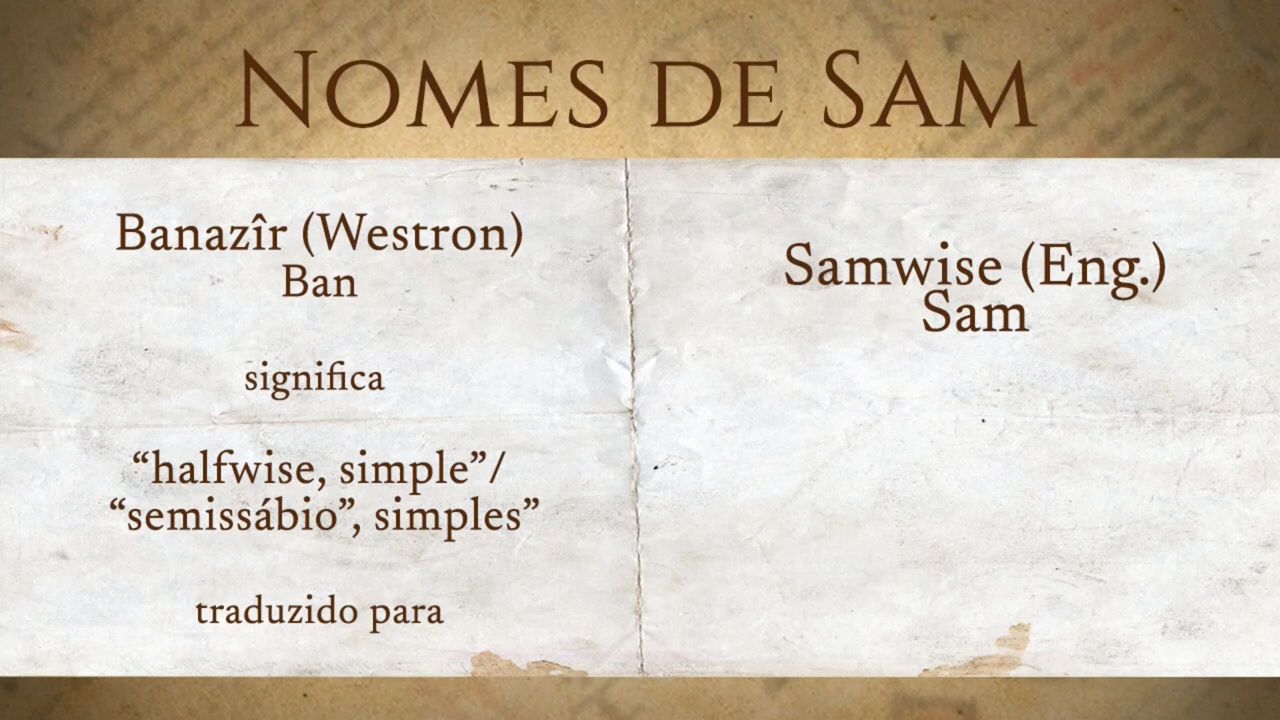 Nomes de Sam
Banazîr (Westron)
Ban
significa
“halfwise, simple”/
“semissábio”, simples”
traduzido para
Samwise (Eng.)
Sam